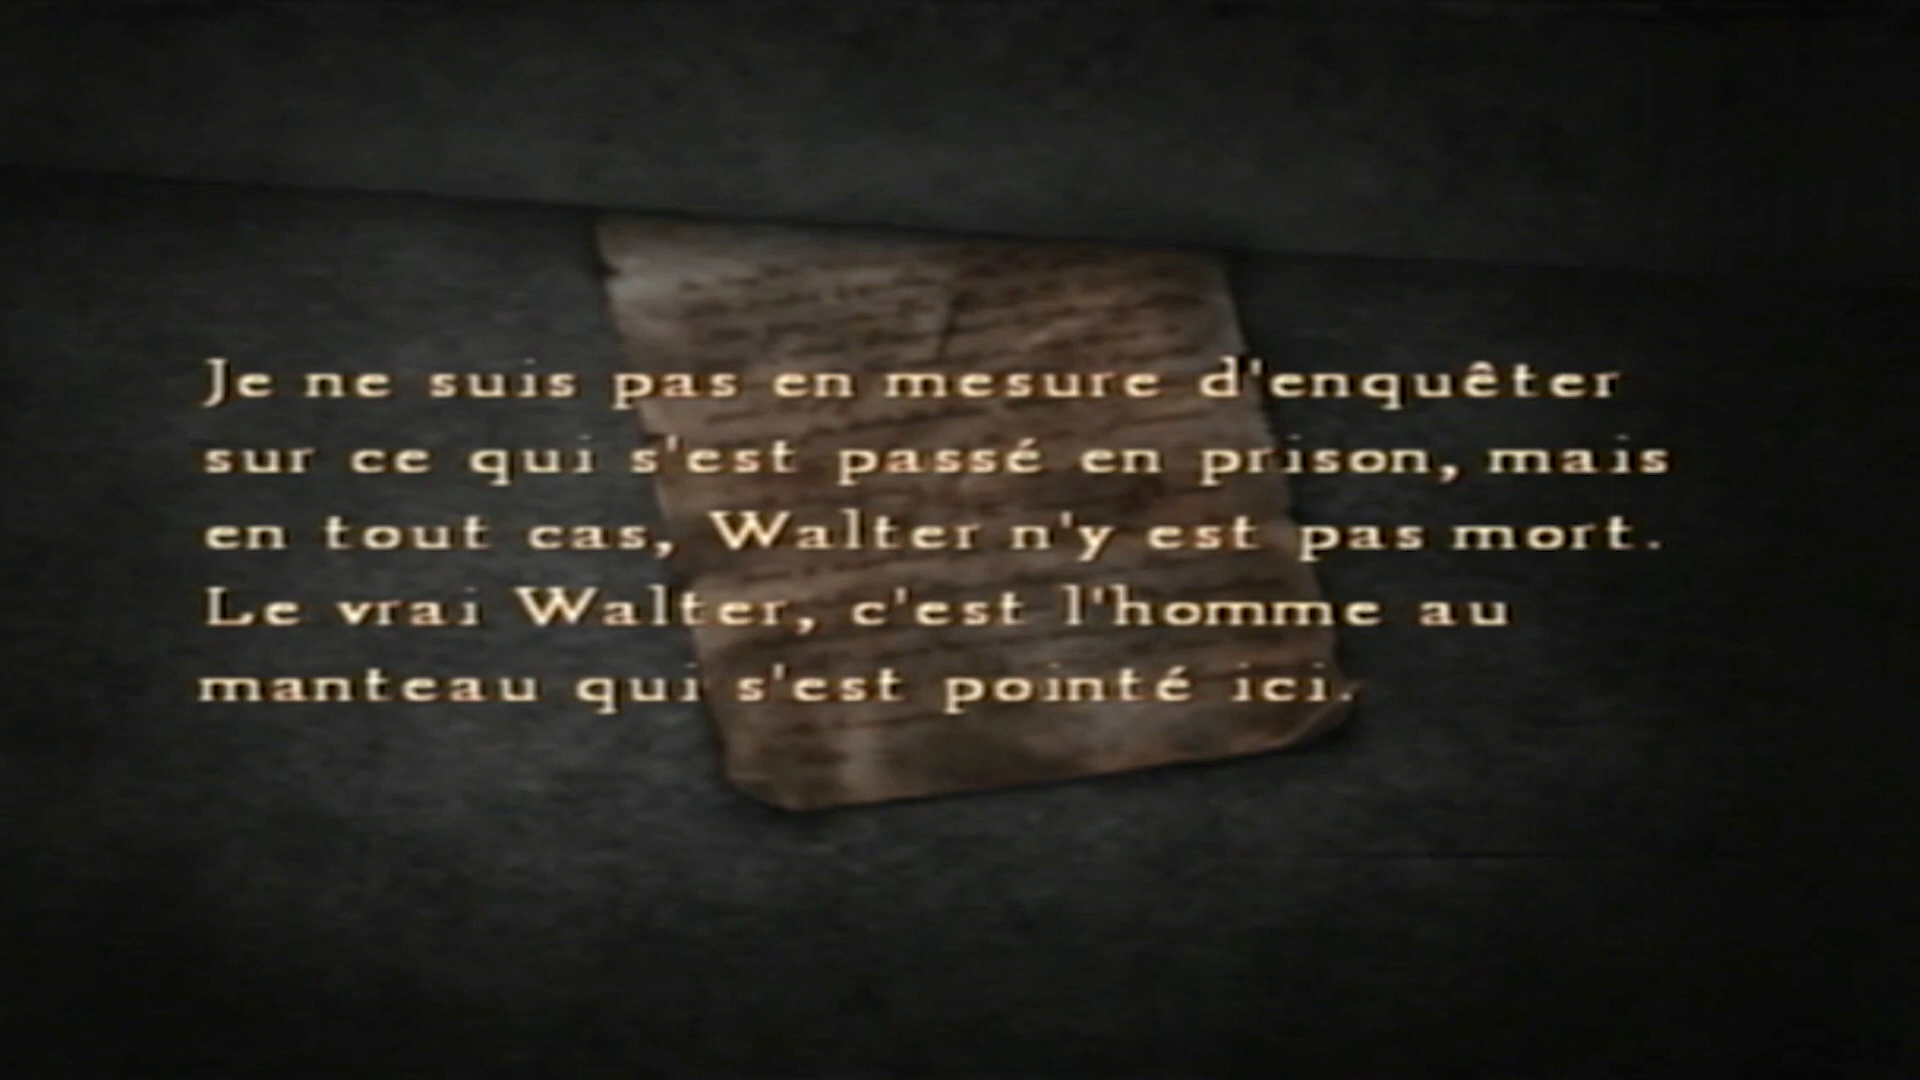 Je ne suis pas en mesure d'enquêter
sur ce qui s'est passé en prison, mais
en tout cas, Walter n'y est pas mort.
Le vrai Walter, c'est l'homme au
manteau qui s'est pointé ici.